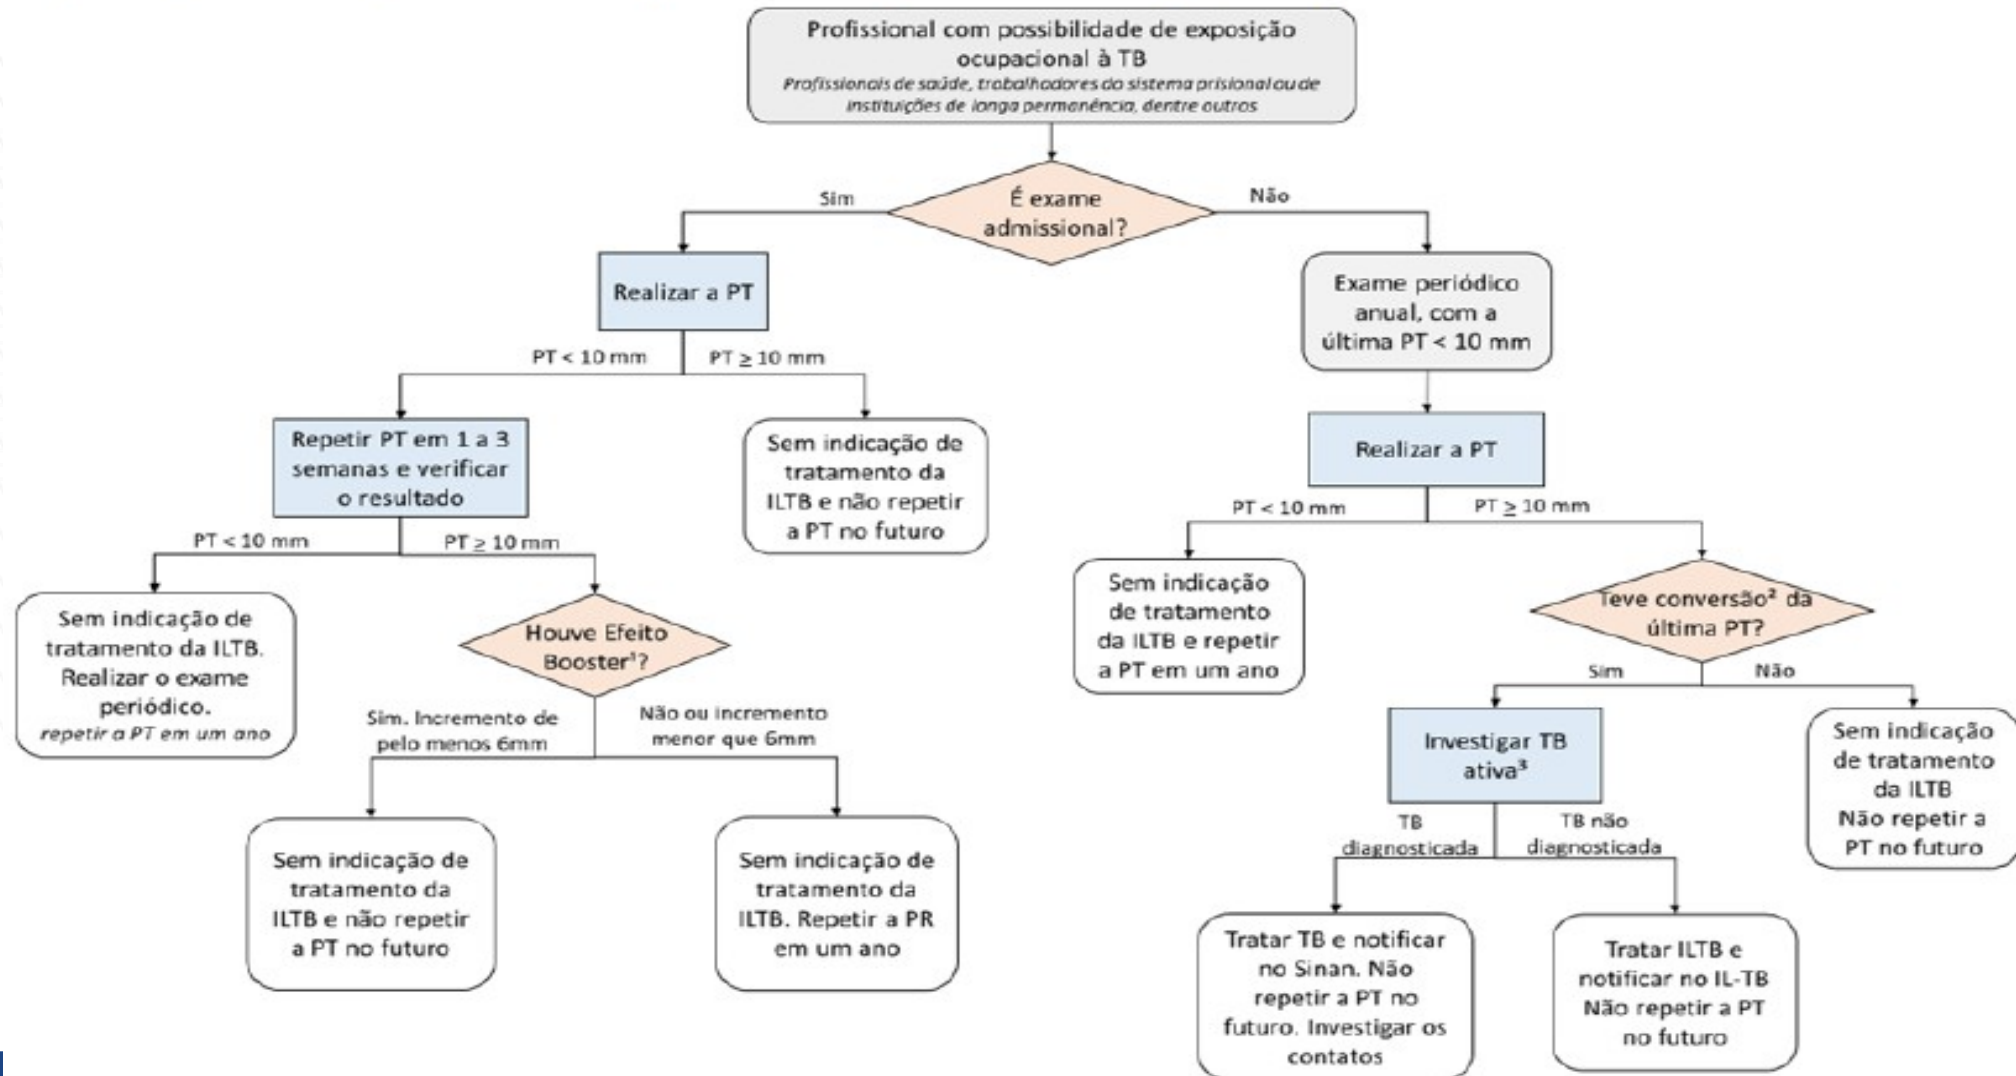 Profissional com possibilidade de exposição
ocupacional à TB
Profissionais de saúde, trabalhadores do sistema prisional ou de
instituições de longa permanência, dentre outros
É exame
admissional?
Sim
Não
Realizar a PT
PT < 10 mm
PT ≥ 10 mm
Repetir PT em 1 a 3
semanas e verificar
o resultado
Sem indicação de
tratamento da
ILTB e não repetir
a PT no futuro
PT < 10 mm
PT ≥ 10 mm
Sem indicação de
tratamento da ILTB.
Realizar o exame
periódico.
repetir a PT em um ano
Houve Efeito
Booster¹?
Sim. Incremento de
pelo menos 6mm
Não ou incremento
menor que 6mm
Sem indicação de
tratamento da
ILTB e não repetir
a PT no futuro
Sem indicação de
tratamento da
ILTB. Repetir a PR
em um ano
Exame periódico
anual, com a
última PT < 10 mm
Realizar a PT
PT < 10 mm
PT ≥ 10 mm
Sem indicação
de tratamento
da ILTB e repetir
a PT em um ano
Teve conversão² da
última PT?
Sim
Não
Investigar TB
ativa³
Sem indicação
de tratamento
da ILTB
Não repetir a
PT no futuro
TB
diagnosticada
TB não
diagnosticada
Tratar TB e notificar
no Sinan. Não
repetir a PT no
futuro. Investigar os
contatos
Tratar ILTB e
notificar no IL-TB
Não repetir a PT
no futuro